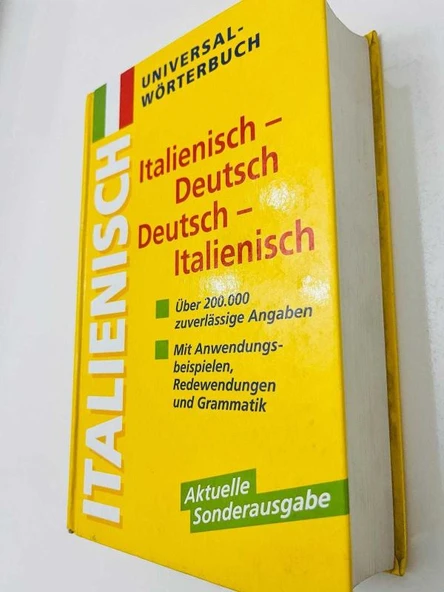 UNIVERSAL-
WÖRTERBUCH
ITALIENISCH
Italienisch –
Deutsch
Deutsch –
Italienisch
Über 200.000
zuverlässige Angaben
Mit Anwendungs-
beispielen,
Redewendungen
und Grammatik
Aktuelle
Sonderausgabe